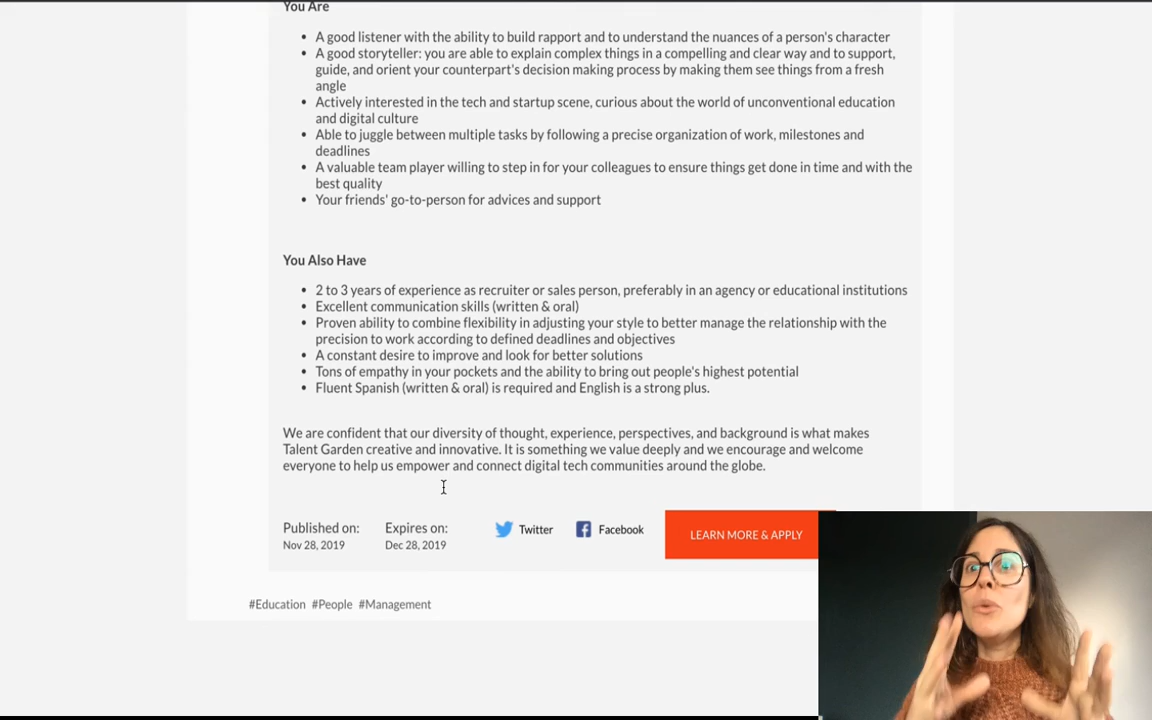 You Are
A good listener with the ability to build rapport and to understand the nuances of a person's character
A good storyteller: you are able to explain complex things in a compelling and clear way and to support,
guide, and orient your counterpart's decision making process by making them see things from a fresh
angle
Actively interested in the tech and startup scene, curious about the world of unconventional education
and digital culture
Able to juggle between multiple tasks by following a precise organization of work, milestones and
deadlines
A valuable team player willing to step in for your colleagues to ensure things get done in time and with the
best quality
Your friends' go-to-person for advices and support
You Also Have
2 to 3 years of experience as recruiter or sales person, preferably in an agency or educational institutions
Excellent communication skills (written & oral)
Proven ability to combine flexibility in adjusting your style to better manage the relationship with the
precision to work according to defined deadlines and objectives
A constant desire to improve and look for better solutions
Tons of empathy in your pockets and the ability to bring out people's highest potential
Fluent Spanish (written & oral) is required and English is a strong plus.
We are confident that our diversity of thought, experience, perspectives, and background is what makes
Talent Garden creative and innovative. It is something we value deeply and we encourage and welcome
everyone to help us empower and connect digital tech communities around the globe.
Published on: Expires on: Twitter Facebook LEARN MORE & APPLY
Nov 28, 2019 Dec 28, 2019
#Education #People #Management